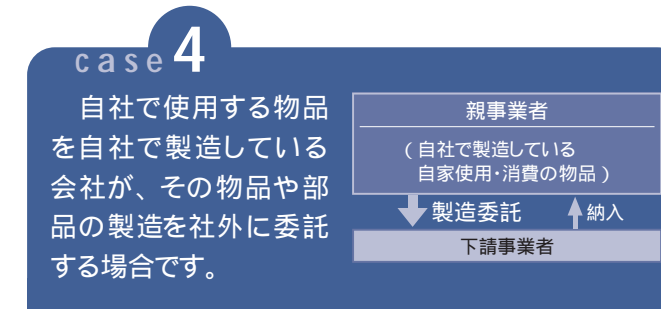 case 4
自社で使用する物品
を自社で製造している
会社が、その物品や部
品の製造を社外に委託
する場合です。
親事業者
(自社で製造している
自家使用・消費の物品)
製造委託
納入
下請事業者